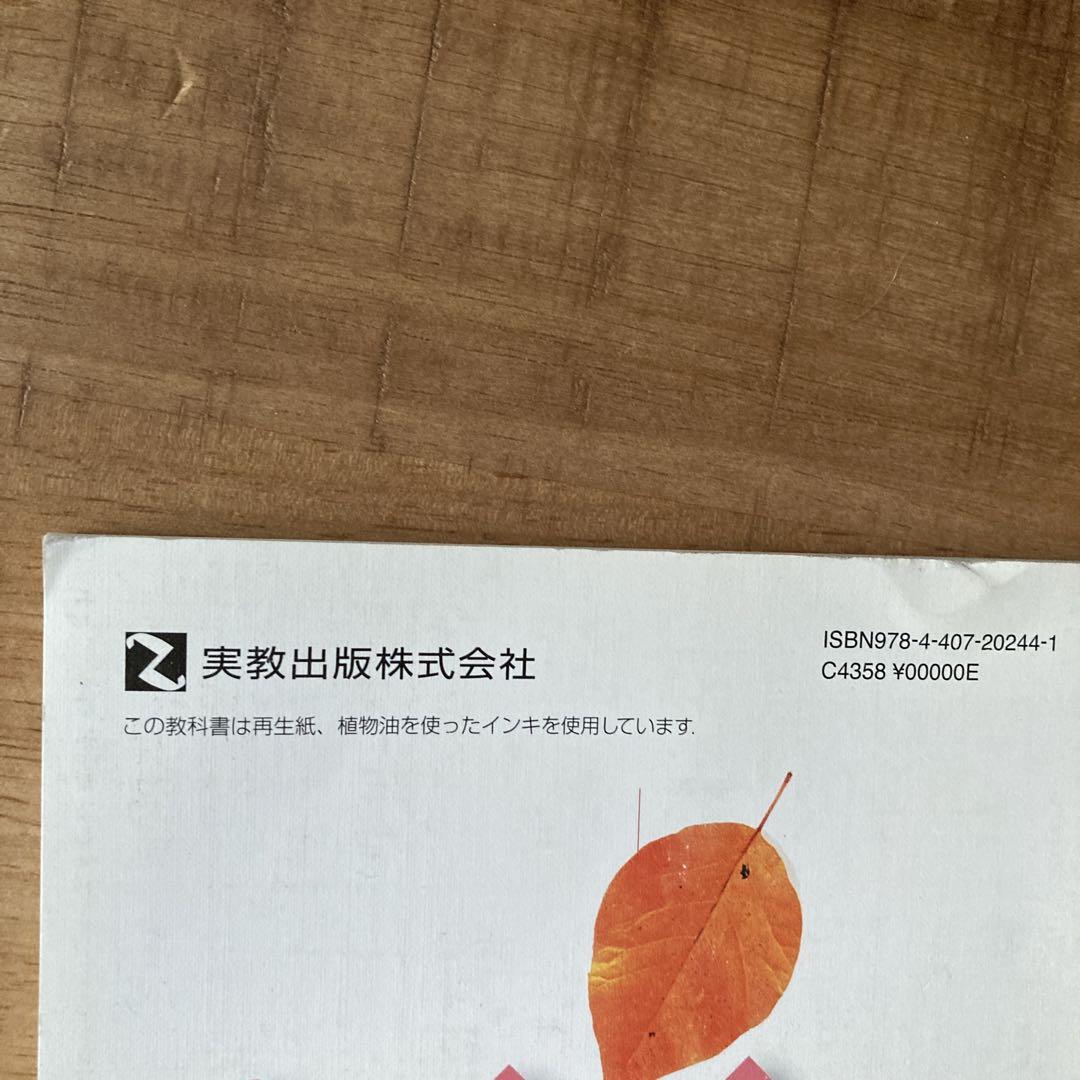 実教出版株式会社
ISBN978-4-407-20244-1
C4358 ¥00000E
この教科書は再生紙、植物油を使ったインキを使用しています.